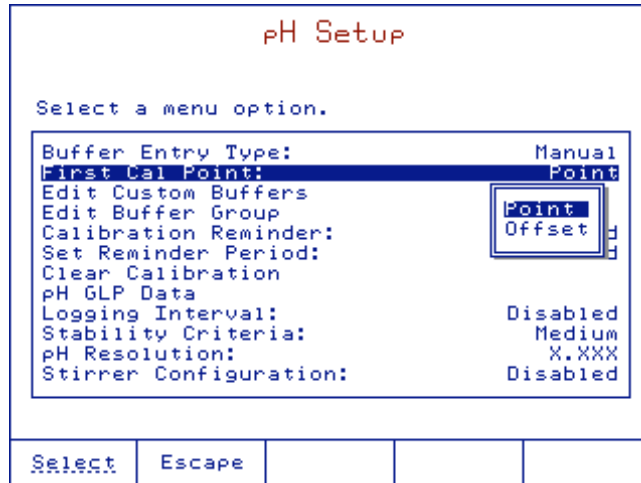 pH Setup
Select a menu option.
Buffer Entry Type: Manual
First Cal Point: Point
Edit Custom Buffers
Edit Buffer Group
Calibration Reminder:
Set Reminder Period:
Point
Offset
Clear Calibration
pH GLP Data
Logging Interval: Disabled
Stability Criteria: Medium
pH Resolution: X.XXX
Stirrer Configuration: Disabled
Select Escape